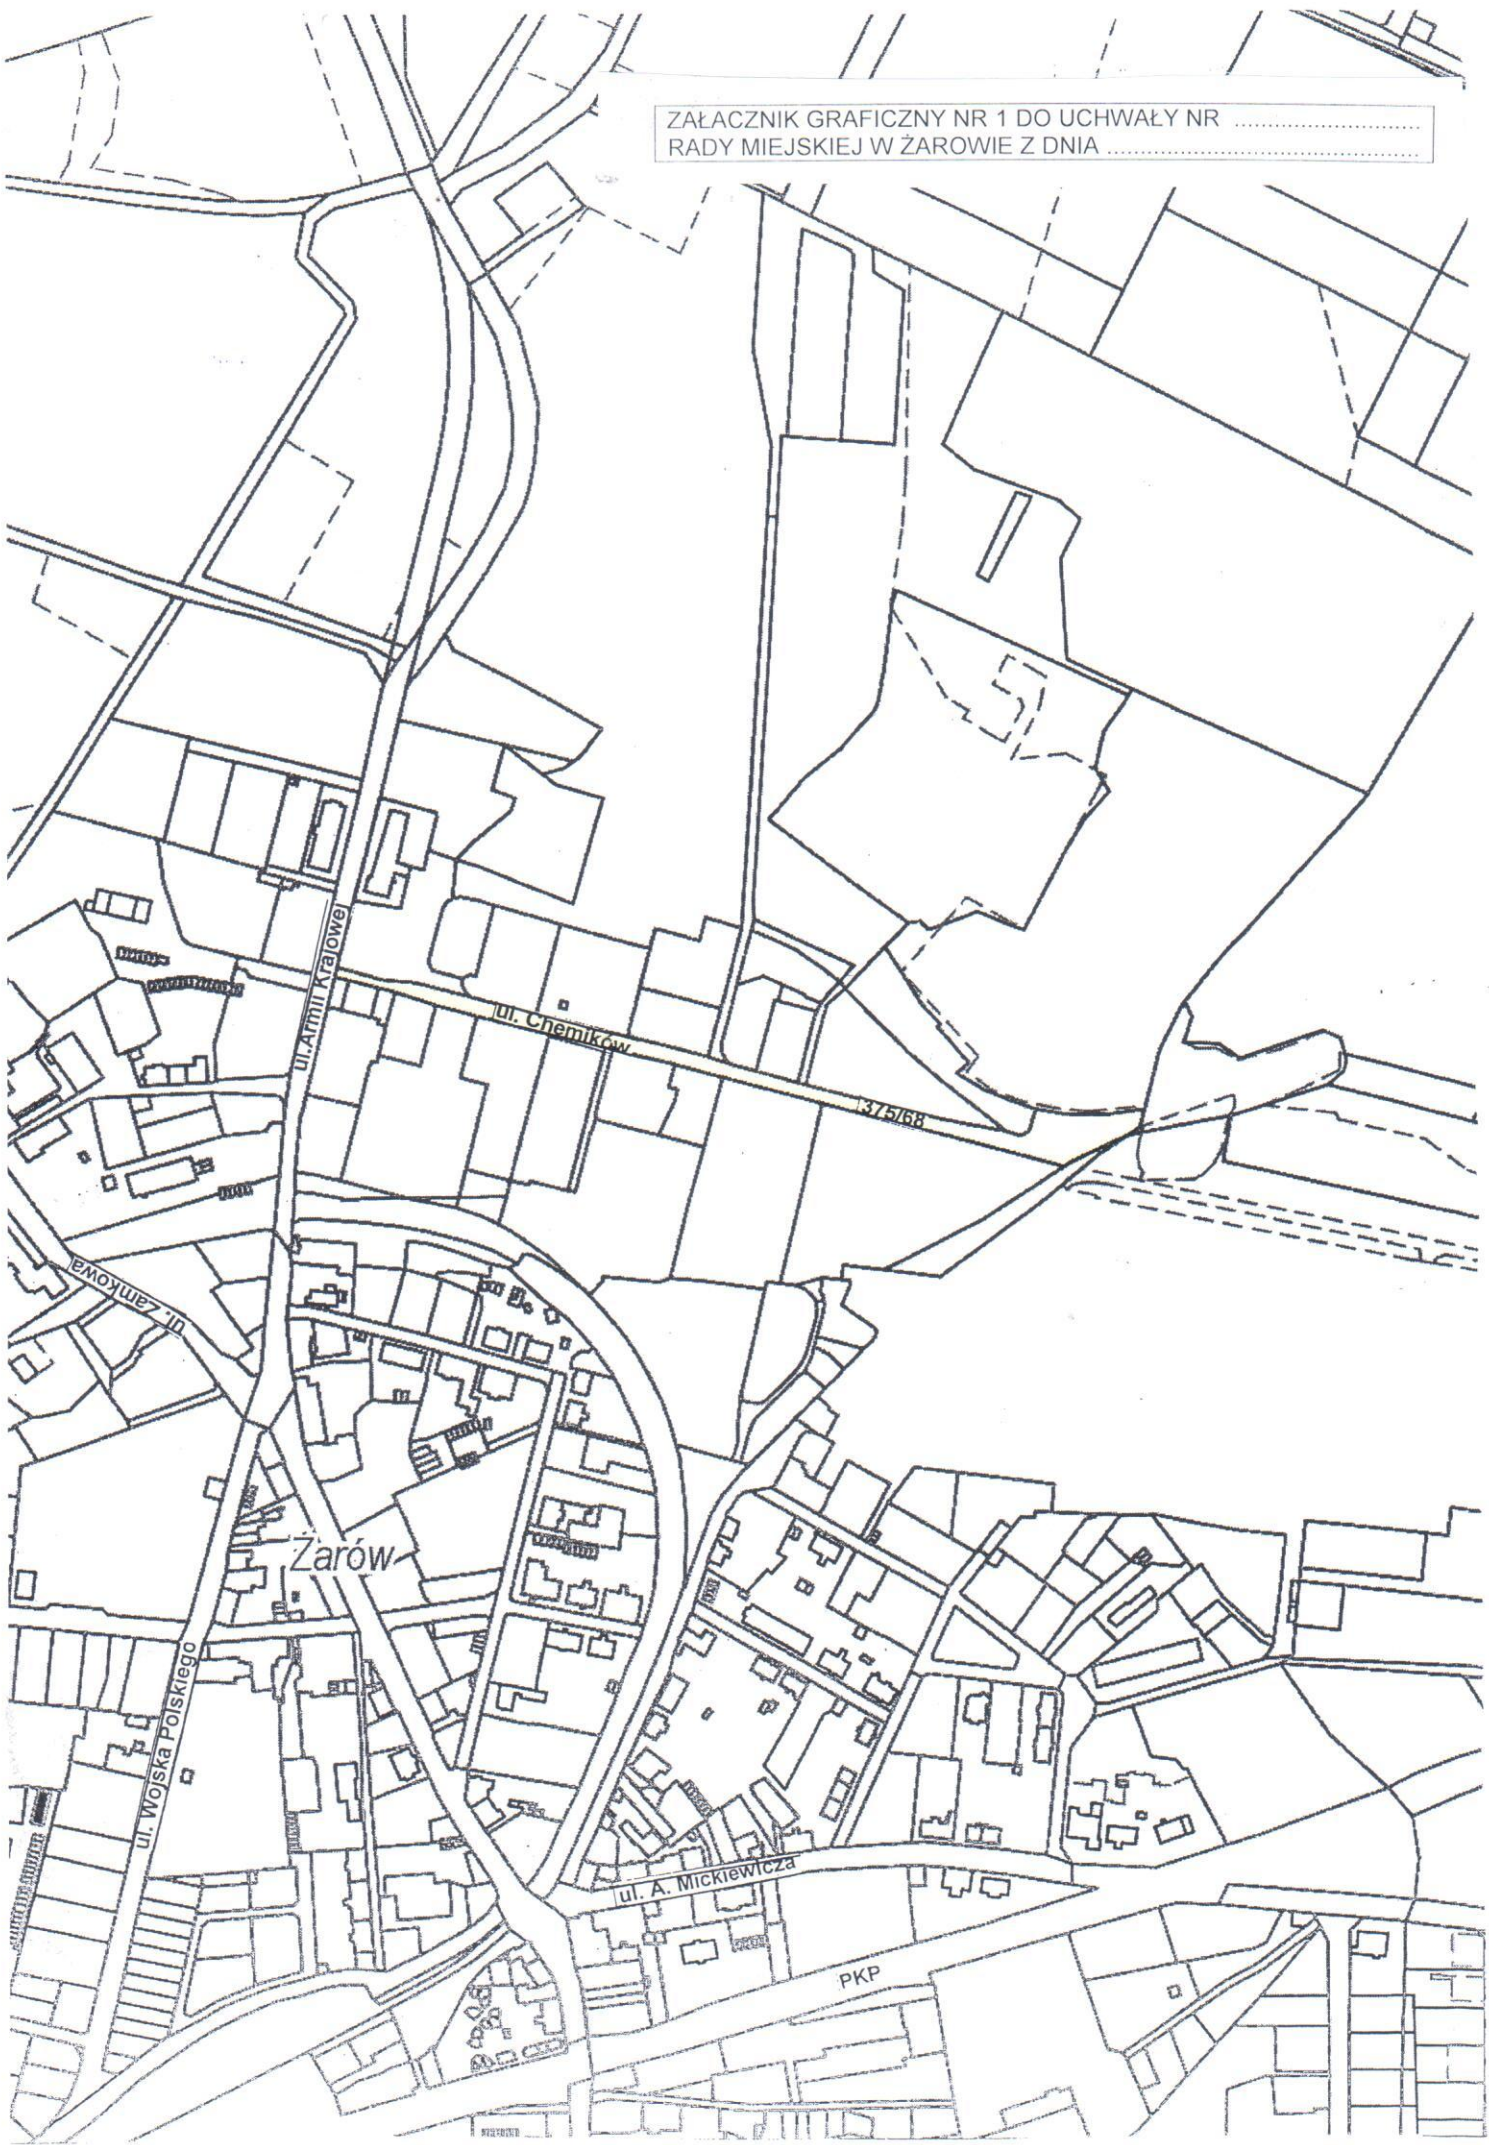 ZAŁACZNIK GRAFICZNY NR 1 DO UCHWAŁY NR ..............................
RADY MIEJSKIEJ W ŻAROWIE Z DNIA ..................................................
ul.Armii Krajowej
ul. Chemików
375/68
ul. Zamkowa
Żarów
ul. Wojska Polskiego
ul. A. Mickiewicza
PKP